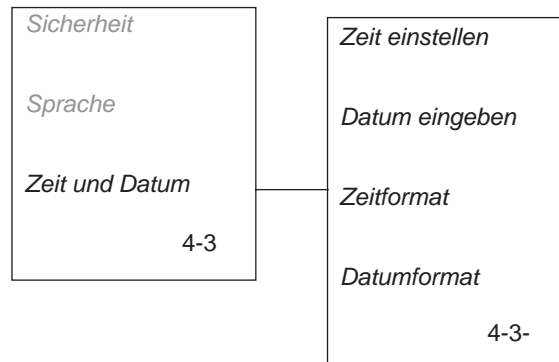 Sicherheit
Sprache
Zeit und Datum
4-3
Zeit einstellen
Datum eingeben
Zeitformat
Datumformat
4-3-